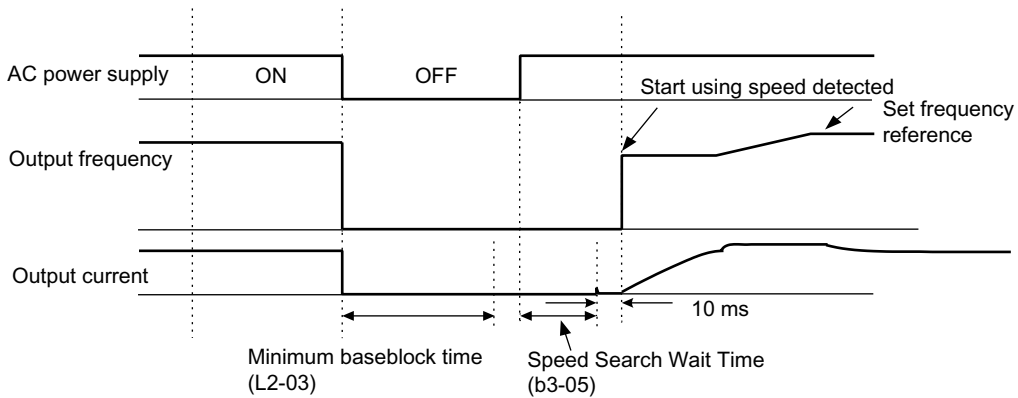 AC power supply
ON
OFF
Start using speed detected
Set frequency
reference
Output frequency
Output current
10 ms
Minimum baseblock time
(L2-03)
Speed Search Wait Time
(b3-05)